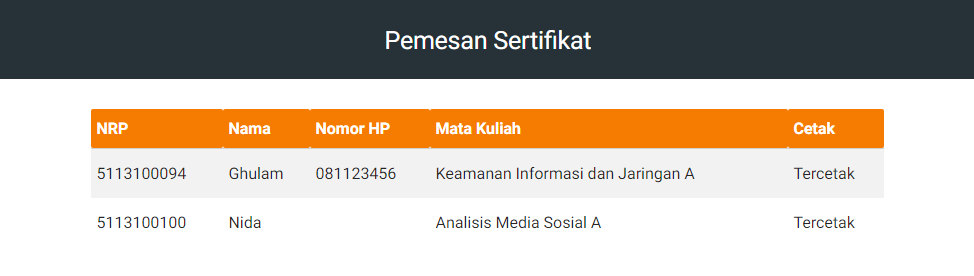 Pemesan Sertifikat
NRP Nama Nomor HP Mata Kuliah Cetak
5113100094 Ghulam 081123456 Keamanan Informasi dan Jaringan A Tercetak
5113100100 Nida Analisis Media Sosial A Tercetak